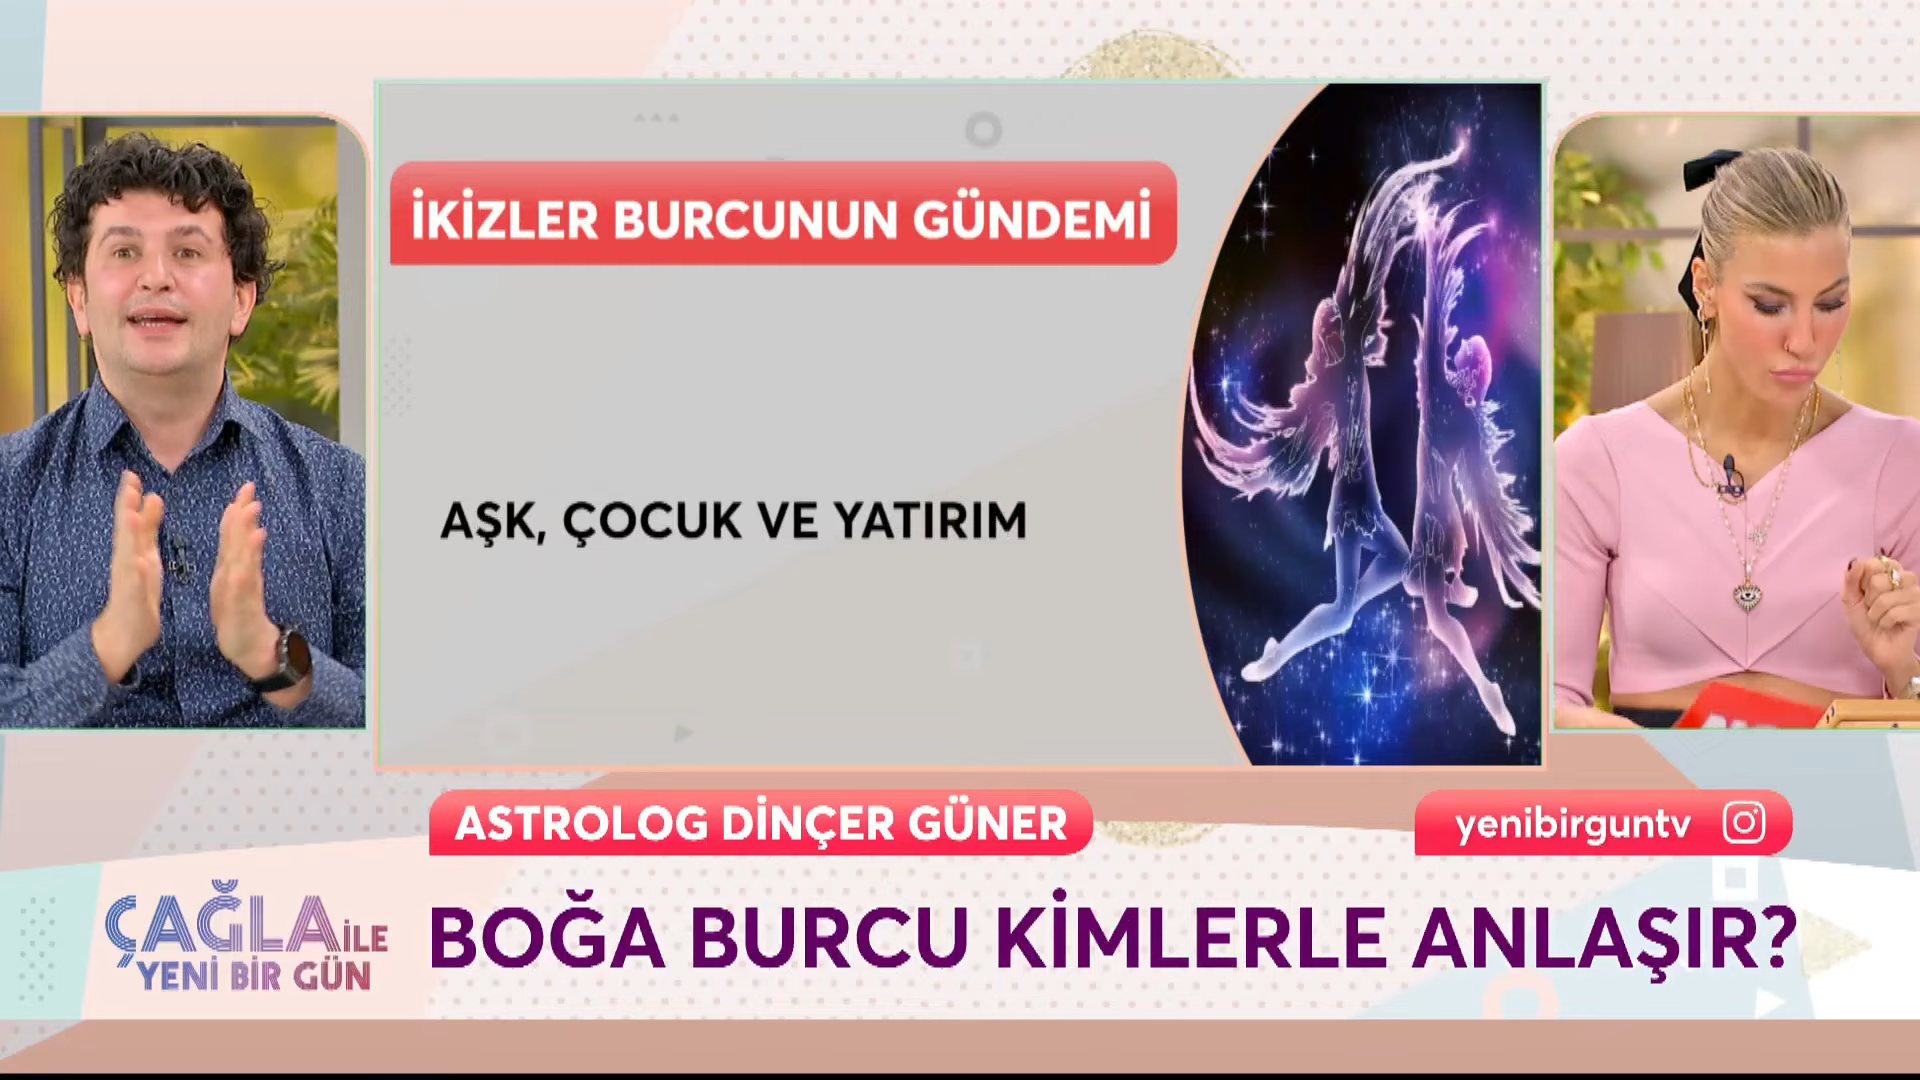 İKİZLER BURCUNUN GÜNDEMİ
AŞK, ÇOCUK VE YATIRIM
ASTROLOG DİNÇER GÜNER
yenibirguntv
ÇAĞLA İLE
YENİ BİR GÜN
BOĞA BURCU KİMLERLE ANLAŞIR?